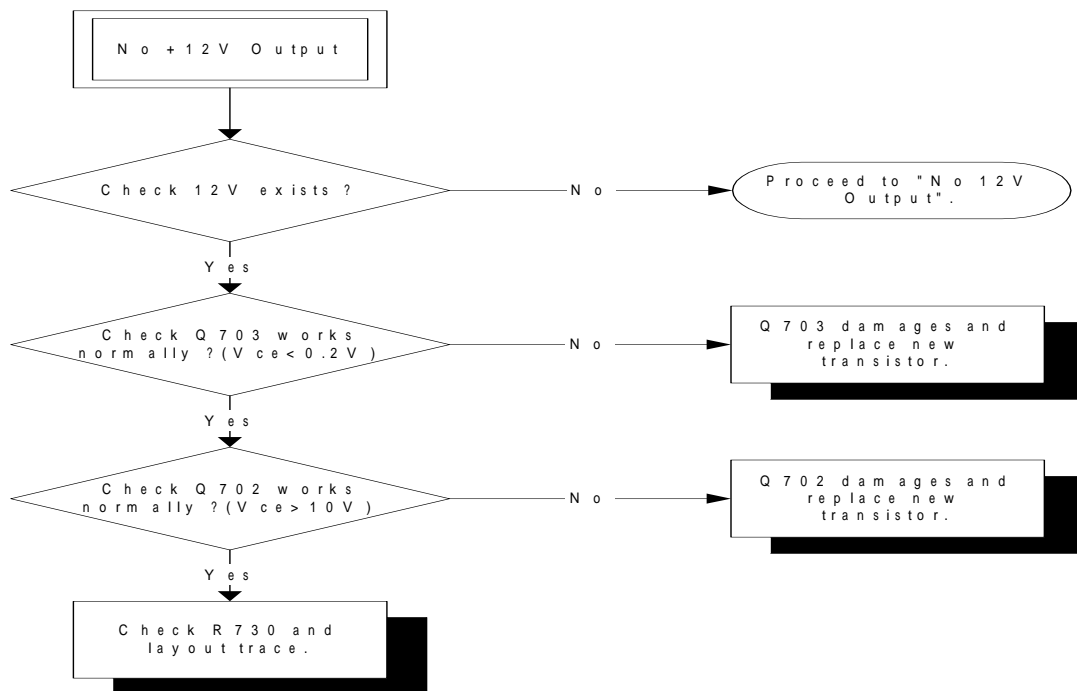 No +12V Output
Check 12V exists ?
No
Proceed to "No 12V
Output".
Yes
Check Q703 works
normally ?(Vce<0.2V)
No
Q703 damages and
replace new
transistor.
Yes
Check Q702 works
normally ?(Vce>10V)
No
Q702 damages and
replace new
transistor.
Yes
Check R730 and
layout trace.